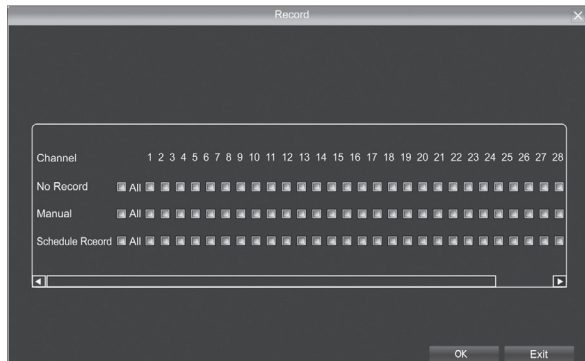 Record
Channel 1 2 3 4 5 6 7 8 9 10 11 12 13 14 15 16 17 18 19 20 21 22 23 24 25 26 27 28
No Record All
Manual All
Schedule Rceord All
OK Exit